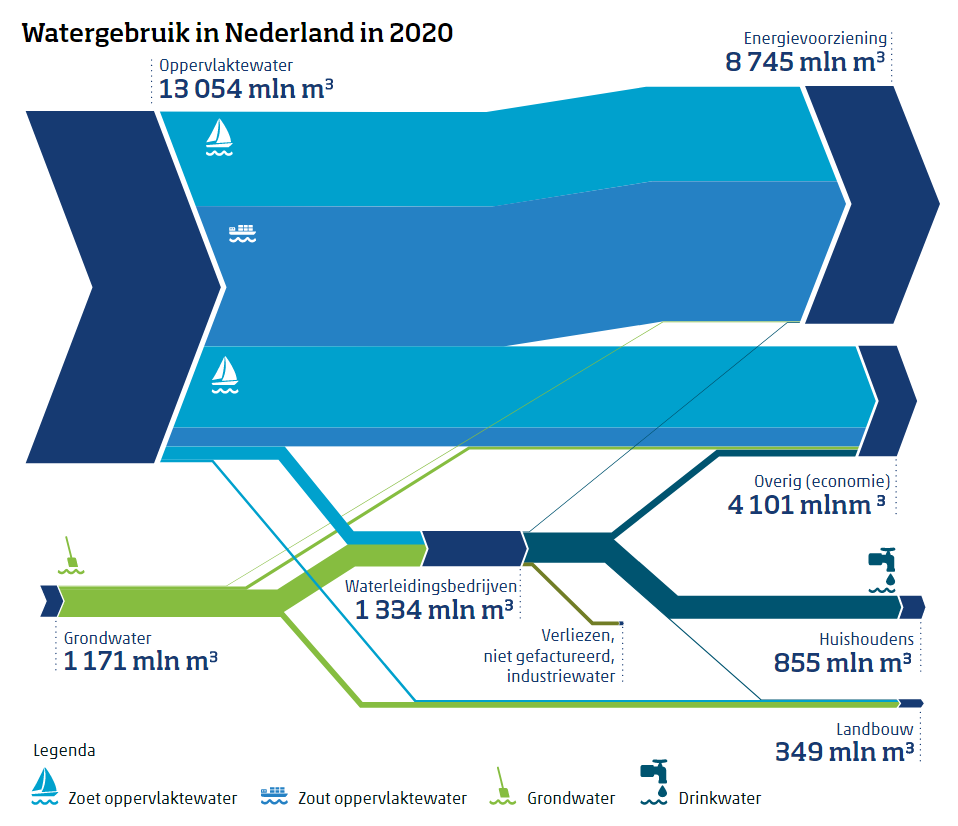 Watergebruik in Nederland in 2020
Oppervlaktewater
13 054 mln m³
Energievoorziening
8 745 mln m³
Overig (economie)
4 101 mlnm ³
Waterleidingsbedrijven
1 334 mln m³
Grondwater
1 171 mln m³
Verliezen,
niet gefactureerd,
industriewater
Huishoudens
855 mln m³
Landbouw
349 mln m³
Legenda
Zoet oppervlaktewater
Zout oppervlaktewater
Grondwater
Drinkwater